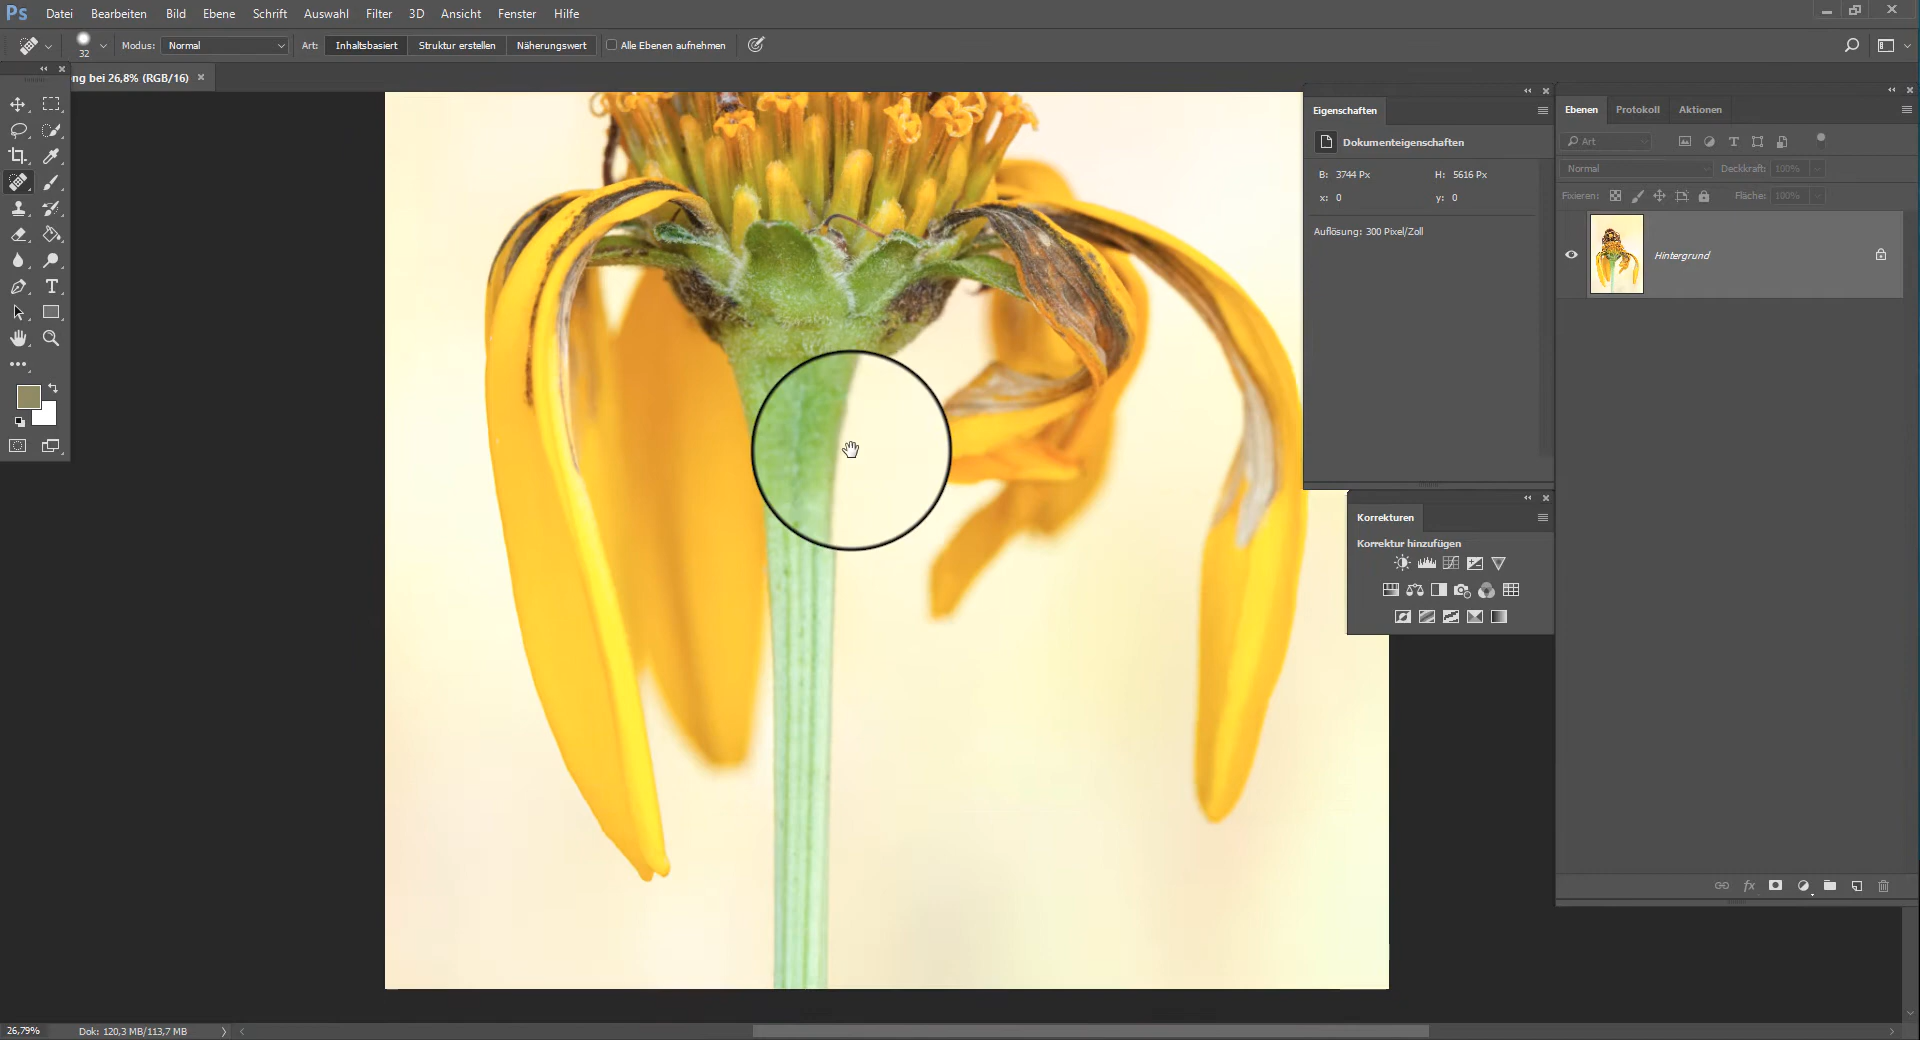 Ps Datei Bearbeiten Bild Ebene Schrift Auswahl Filter 3D Ansicht Fenster Hilfe
32 Modus: Normal Art: Inhaltsbasiert Struktur erstellen Näherungswert Alle Ebenen aufnehmen
ng bei 26,8% (RGB/16) ×
Eigenschaften
Dokumenteigenschaften
B: 3744 Px H: 5616 Px
x: 0 y: 0
Auflösung: 300 Pixel/Zoll
Korrekturen
Korrektur hinzufügen
Ebenen Protokoll Aktionen
Art
Normal Deckkraft: 100%
Fixieren: Fläche: 100%
Hintergrund
fx
26,79% Dok: 120,3 MB/113,7 MB